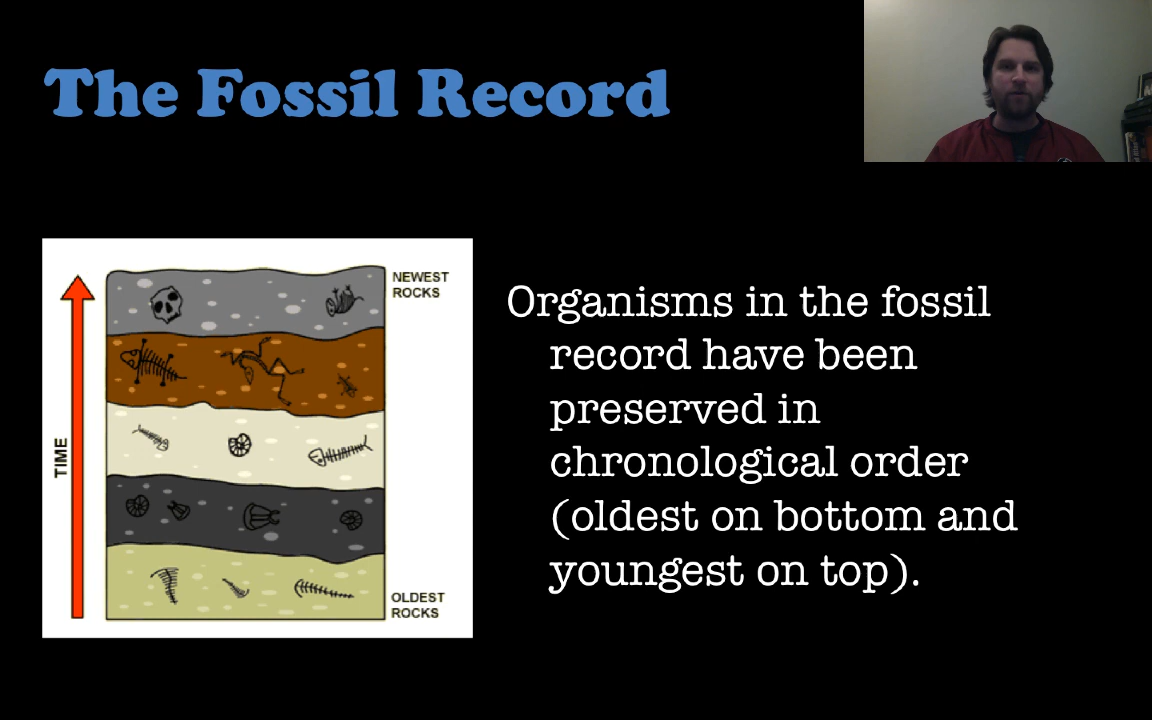 The Fossil Record
NEWEST
ROCKS
TIME
OLDEST
ROCKS
Organisms in the fossil
record have been
preserved in
chronological order
(oldest on bottom and
youngest on top).